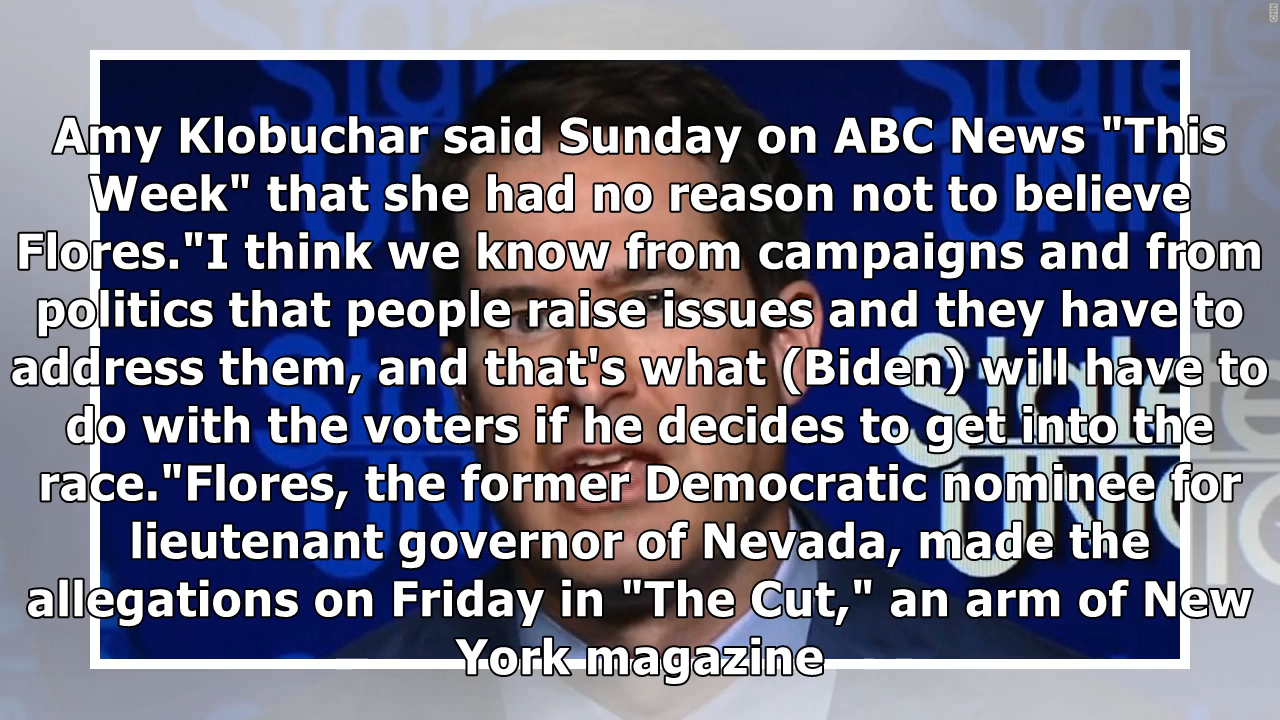 CNN
State
State
UNIO
Amy Klobuchar said Sunday on ABC News "This
Week" that she had no reason not to believe
Flores."I think we know from campaigns and from
politics that people raise issues and they have to
address them, and that's what (Biden) will have to
do with the voters if he decides to get into the
race."Flores, the former Democratic nominee for
lieutenant governor of Nevada, made the
allegations on Friday in "The Cut," an arm of New
York magazine